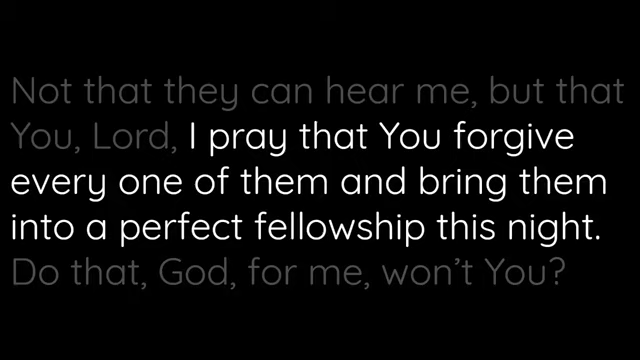 Not that they can hear me, but that
You, Lord, I pray that You forgive
every one of them and bring them
into a perfect fellowship this night.
Do that, God, for me, won't You?